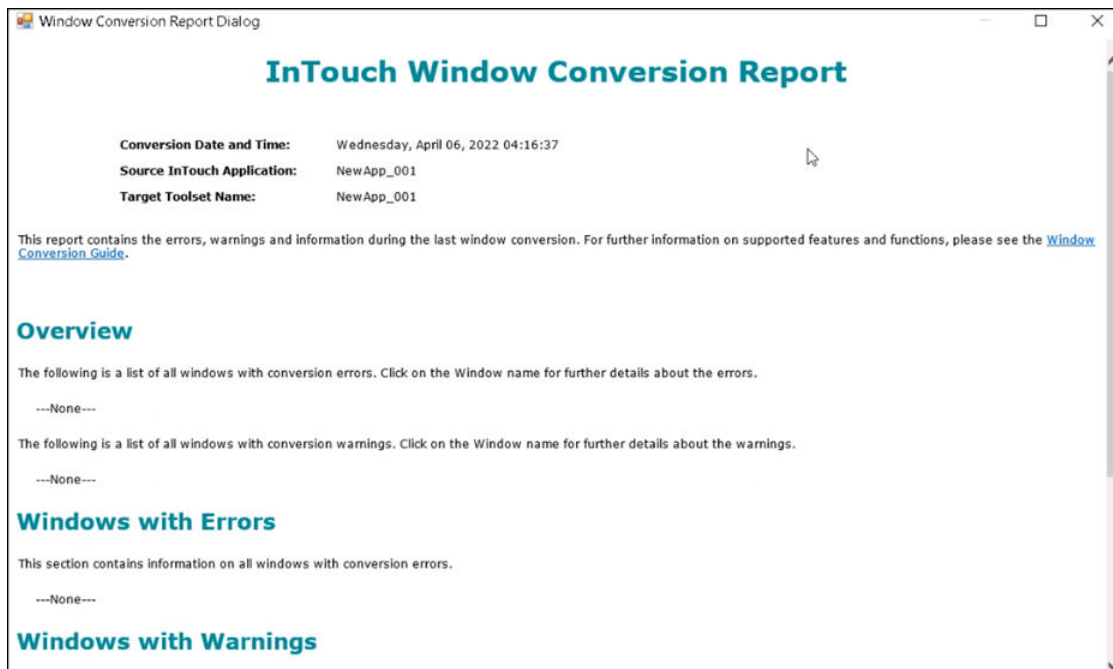 Window Conversion Report Dialog
InTouch Window Conversion Report
Conversion Date and Time: Wednesday, April 06, 2022 04:16:37
Source InTouch Application: NewApp_001
Target Toolset Name: NewApp_001
This report contains the errors, warnings and information during the last window conversion. For further information on supported features and functions, please see the Window
Conversion Guide.
Overview
The following is a list of all windows with conversion errors. Click on the Window name for further details about the errors.
---None---
The following is a list of all windows with conversion warnings. Click on the Window name for further details about the warnings.
---None---
Windows with Errors
This section contains information on all windows with conversion errors.
---None---
Windows with Warnings